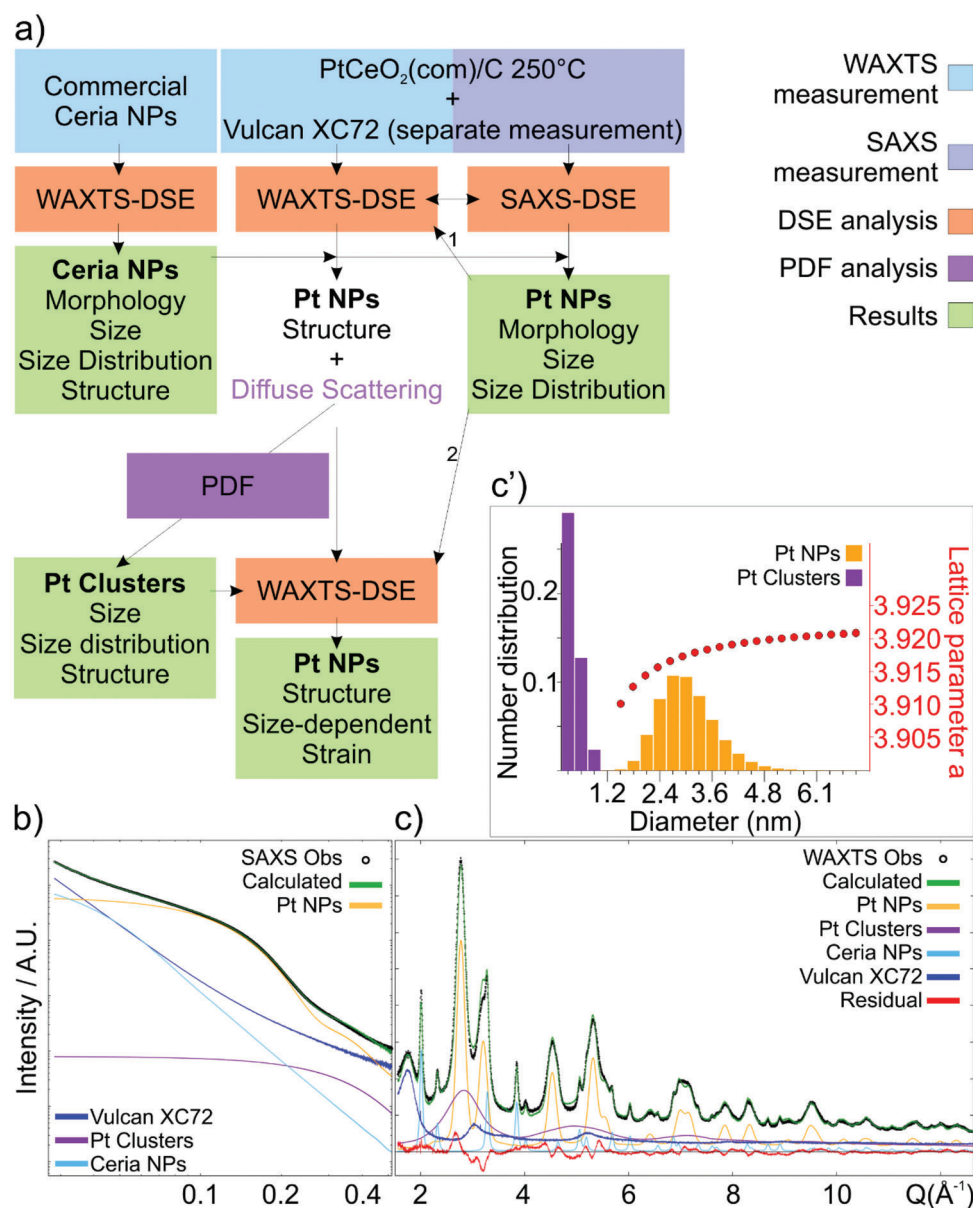 a)
Commercial
Ceria NPs
PtCeO₂(com)/C 250°C
+
Vulcan XC72 (separate measurement)
WAXTS
measurement
SAXS
measurement
DSE analysis
PDF analysis
Results
WAXTS-DSE
WAXTS-DSE
SAXS-DSE
1
Ceria NPs
Morphology
Size
Size Distribution
Structure
Pt NPs
Structure
+
Diffuse Scattering
Pt NPs
Morphology
Size
Size Distribution
2
PDF
Pt Clusters
Size
Size distribution
Structure
WAXTS-DSE
Pt NPs
Structure
Size-dependent
Strain
c')
Number distribution
0.2
0.1
Pt NPs
Pt Clusters
3.925
3.920
3.915
3.910
3.905
Lattice
parameter a
1.2 2.4 3.6 4.8 6.1
Diameter (nm)
b)
Intensity / A.U.
SAXS Obs
Calculated
Pt NPs
Vulcan XC72
Pt Clusters
Ceria NPs
0.1 0.2 0.4
c)
WAXTS Obs
Calculated
Pt NPs
Pt Clusters
Ceria NPs
Vulcan XC72
Residual
2 4 6 8 10 Q(Å⁻¹)